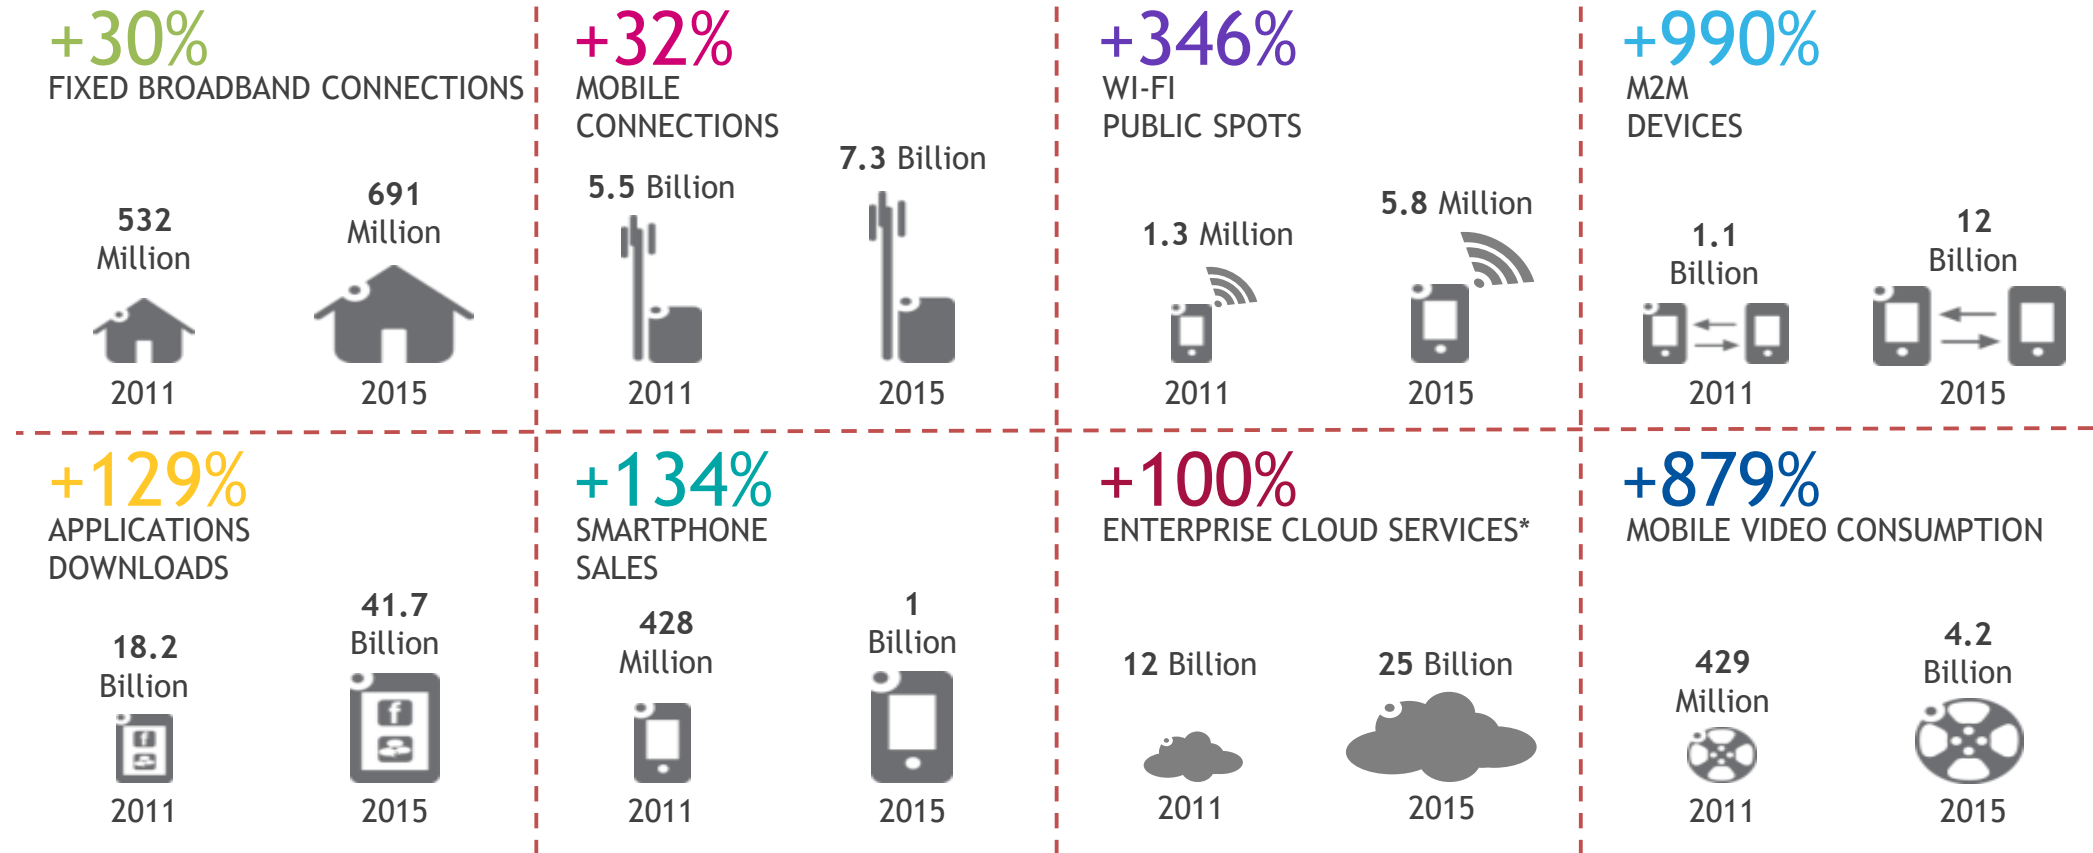 +30%
FIXED BROADBAND CONNECTIONS
532
Million
691
Million
2011
2015
+32%
MOBILE
CONNECTIONS
5.5 Billion
7.3 Billion
2011
2015
+346%
WI-FI
PUBLIC SPOTS
1.3 Million
5.8 Million
2011
2015
+990%
M2M
DEVICES
1.1
Billion
12
Billion
2011
2015
+129%
APPLICATIONS
DOWNLOADS
18.2
Billion
41.7
Billion
f
f
2011
2015
+134%
SMARTPHONE
SALES
428
Million
1
Billion
2011
2015
+100%
ENTERPRISE CLOUD SERVICES*
12 Billion
25 Billion
2011
2015
+879%
MOBILE VIDEO CONSUMPTION
429
Million
4.2
Billion
2011
2015